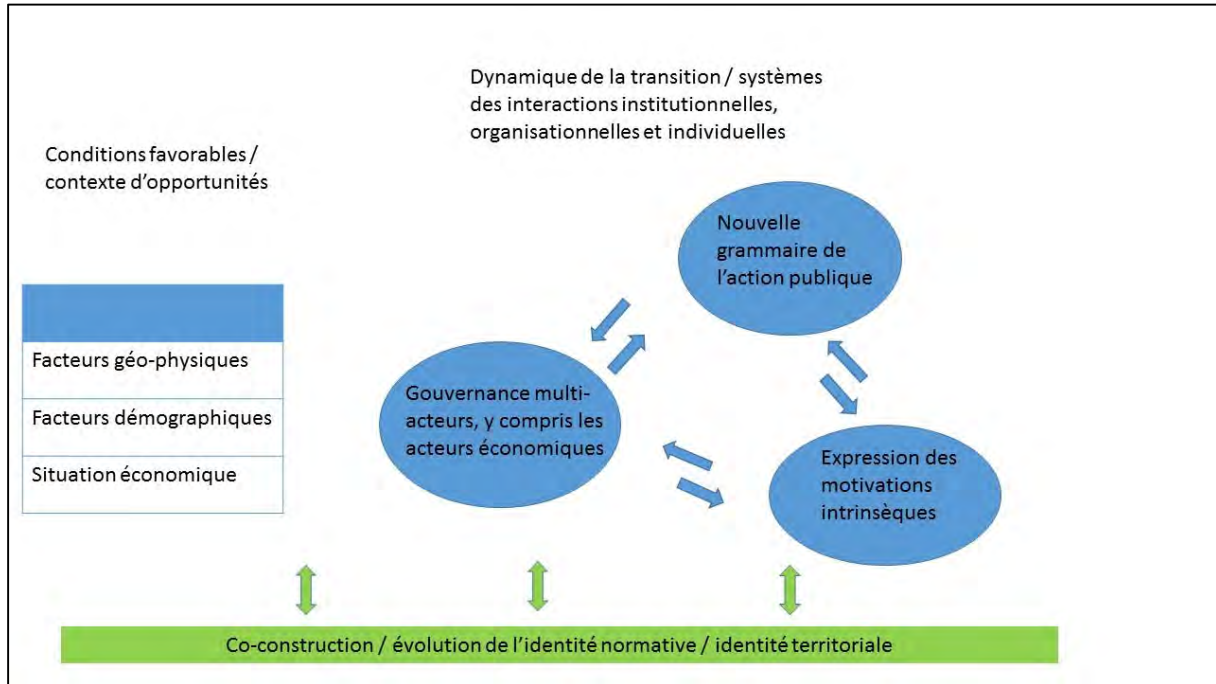 Dynamique de la transition / systèmes
des interactions institutionnelles,
organisationnelles et individuelles
Conditions favorables /
contexte d’opportunités
Nouvelle
grammaire de
l’action publique
Facteurs géo-physiques
Facteurs démographiques
Situation économique
Gouvernance multi-
acteurs, y compris les
acteurs économiques
Expression des
motivations
intrinsèques
Co-construction / évolution de l’identité normative / identité territoriale